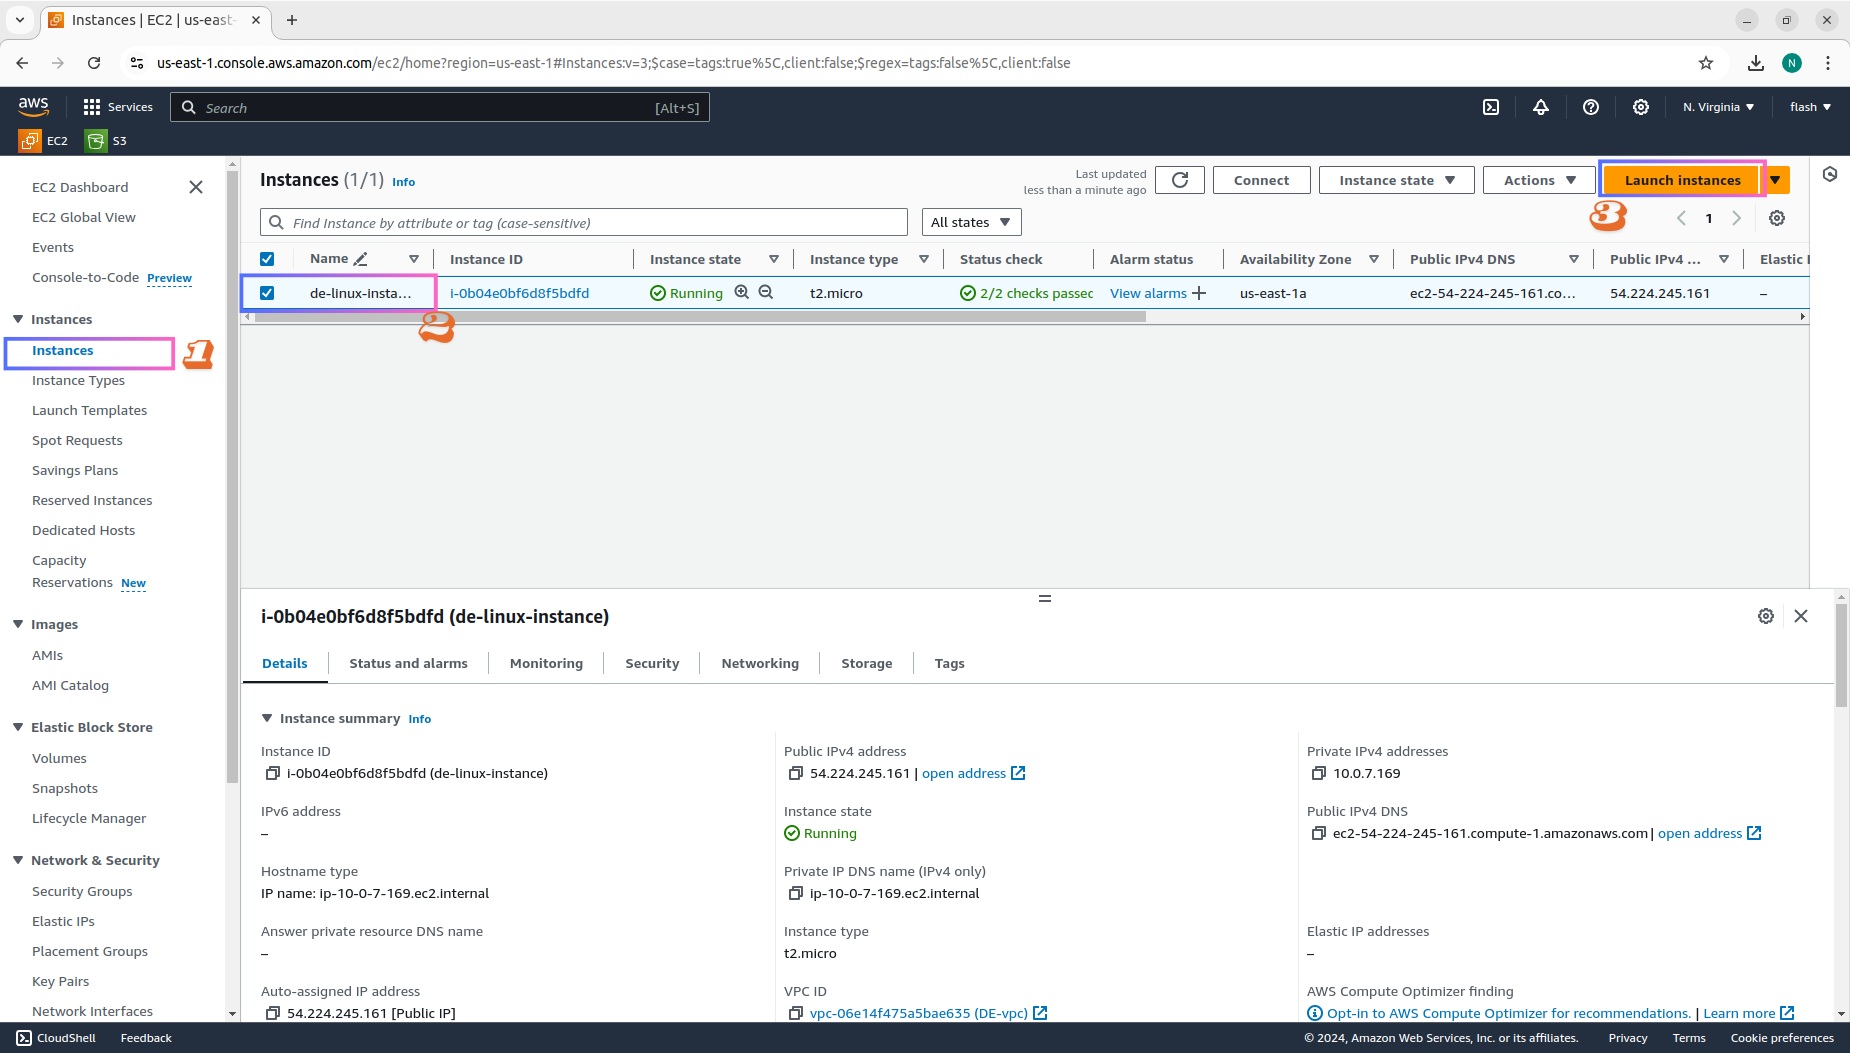 Instances | EC2 | us-east-
us-east-1.console.aws.amazon.com/ec2/home?region=us-east-1#Instances:v=3;$case=tags:true%5C,client:false;$regex=tags:false%5C,client:false
N
aws
Services
Search
[Alt+S]
N. Virginia
flash
EC2
S3
EC2 Dashboard
EC2 Global View
Events
Console-to-Code Preview
Instances
Instances
1
Instance Types
Launch Templates
Spot Requests
Savings Plans
Reserved Instances
Dedicated Hosts
Capacity
Reservations New
Images
AMIs
AMI Catalog
Elastic Block Store
Volumes
Snapshots
Lifecycle Manager
Network & Security
Security Groups
Elastic IPs
Placement Groups
Key Pairs
Network Interfaces
Instances (1/1) Info
Last updated
less than a minute ago
Connect
Instance state
Actions
Launch instances
Find Instance by attribute or tag (case-sensitive)
All states
3
1
Name Instance ID Instance state Instance type Status check Alarm status Availability Zone Public IPv4 DNS Public IPv4 ... Elastic I
de-linux-insta... i-0b04e0bf6d8f5bdfd Running t2.micro 2/2 checks passec View alarms us-east-1a ec2-54-224-245-161.co... 54.224.245.161 –
2
i-0b04e0bf6d8f5bdfd (de-linux-instance)
Details Status and alarms Monitoring Security Networking Storage Tags
Instance summary Info
Instance ID
i-0b04e0bf6d8f5bdfd (de-linux-instance)
Public IPv4 address
54.224.245.161 | open address
Private IPv4 addresses
10.0.7.169
IPv6 address
–
Instance state
Running
Public IPv4 DNS
ec2-54-224-245-161.compute-1.amazonaws.com | open address
Hostname type
IP name: ip-10-0-7-169.ec2.internal
Private IP DNS name (IPv4 only)
ip-10-0-7-169.ec2.internal
Answer private resource DNS name
–
Instance type
t2.micro
Elastic IP addresses
–
Auto-assigned IP address
54.224.245.161 [Public IP]
VPC ID
vpc-06e14f475a5bae635 (DE-vpc)
AWS Compute Optimizer finding
Opt-in to AWS Compute Optimizer for recommendations. | Learn more
CloudShell
Feedback
© 2024, Amazon Web Services, Inc. or its affiliates.
Privacy
Terms
Cookie preferences